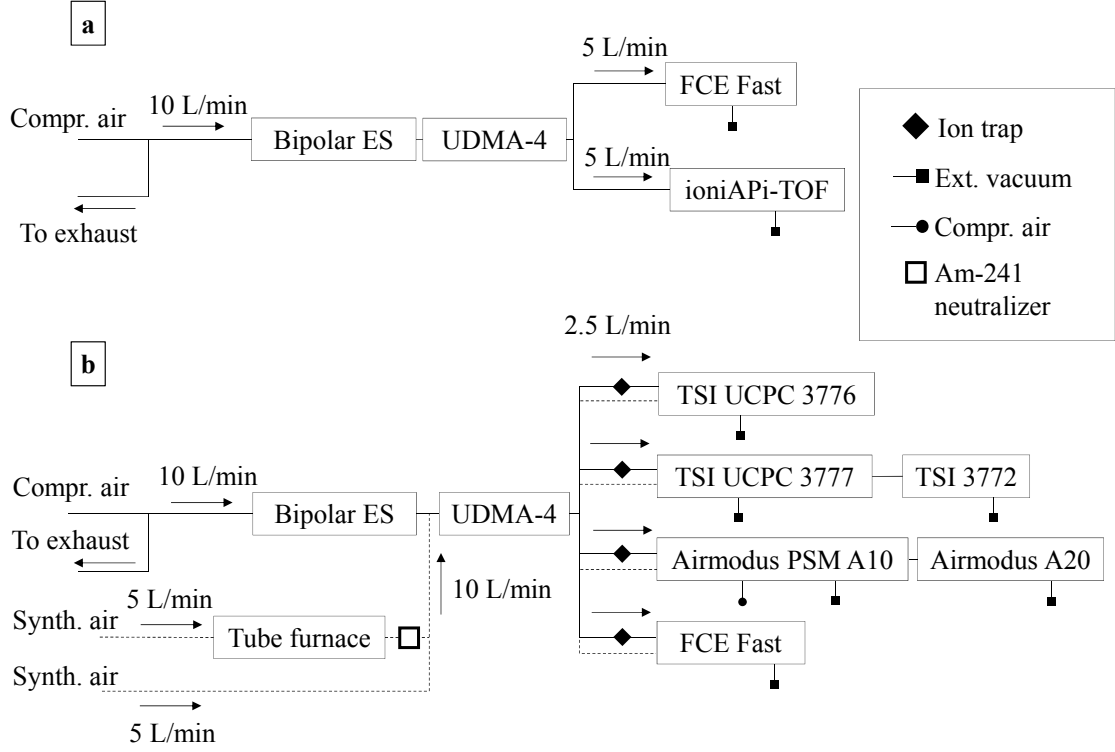 a
5 L/min
FCE Fast
Compr. air
10 L/min
Bipolar ES
UDMA-4
5 L/min
ioniAPi-TOF
To exhaust
Ion trap
Ext. vacuum
Compr. air
Am-241
neutralizer
b
2.5 L/min
TSI UCPC 3776
TSI UCPC 3777
TSI 3772
Compr. air
10 L/min
Bipolar ES
UDMA-4
To exhaust
Airmodus PSM A10
Airmodus A20
10 L/min
5 L/min
Synth. air
Tube furnace
FCE Fast
Synth. air
5 L/min